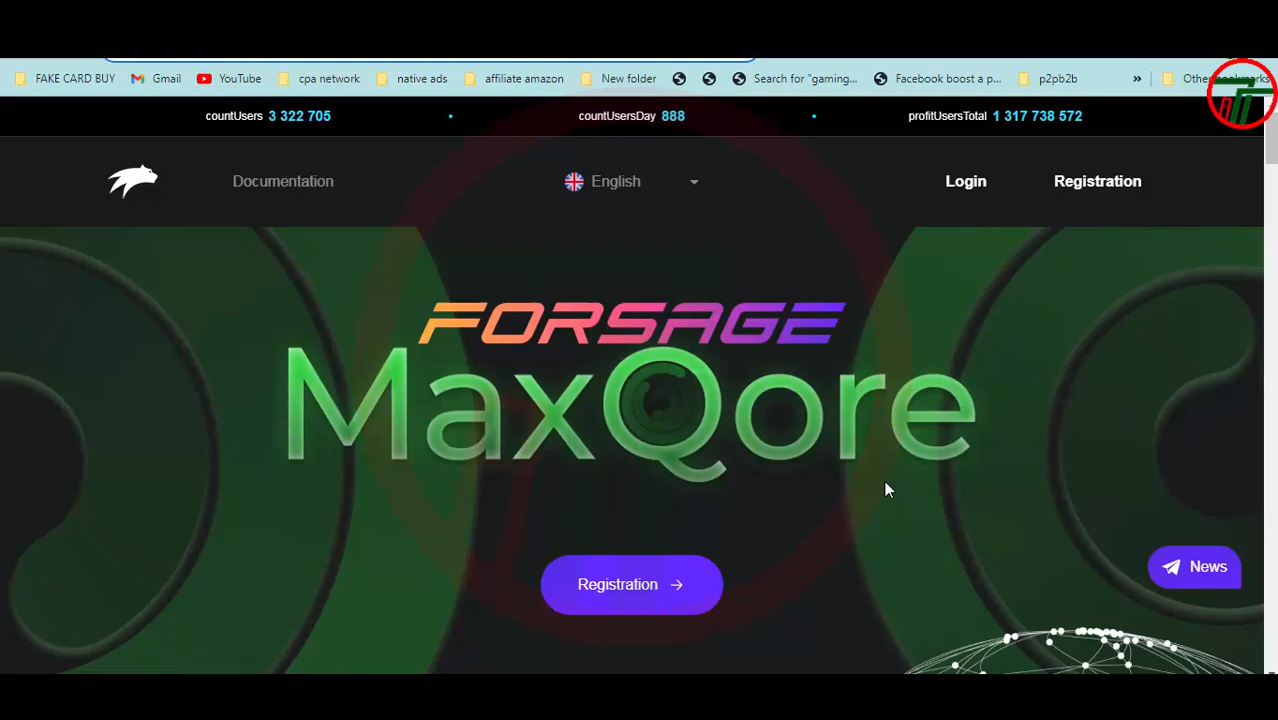 FAKE CARD BUY Gmail YouTube cpa network native ads affiliate amazon New folder Search for "gaming... Facebook boost a p... p2pb2b » Other bookmarks
countUsers 3 322 705 • countUsersDay 888 • profitUsersTotal 1 317 738 572
Documentation English Login Registration
FORSAGE
MaxQore
Registration →
News